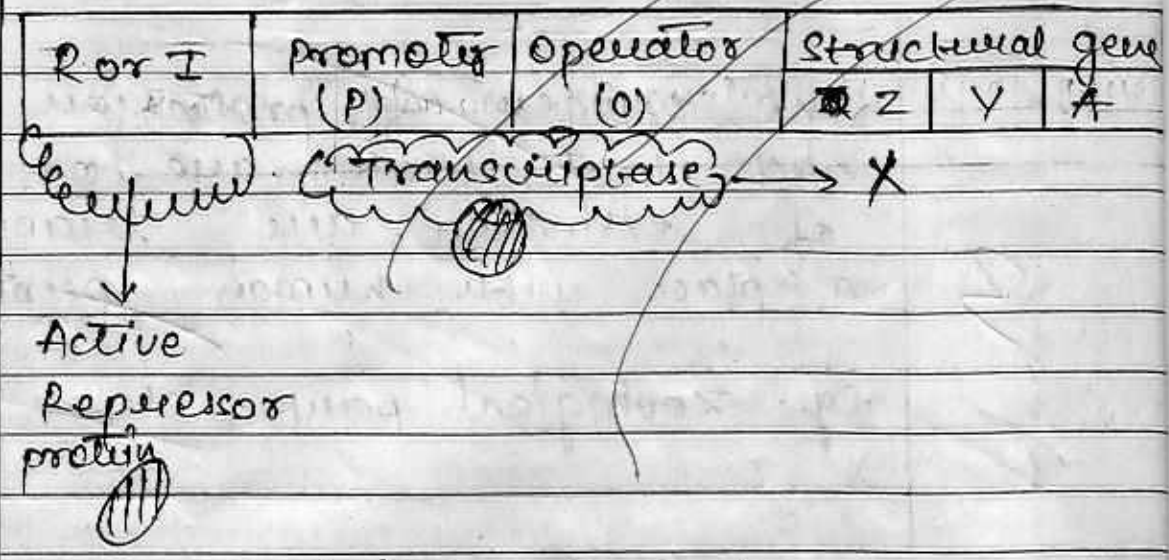 R or I
Promoter
(P)
Operator
(O)
Structural gene
Z
Y
A
Transcriptase
X
Active
Repressor
protein